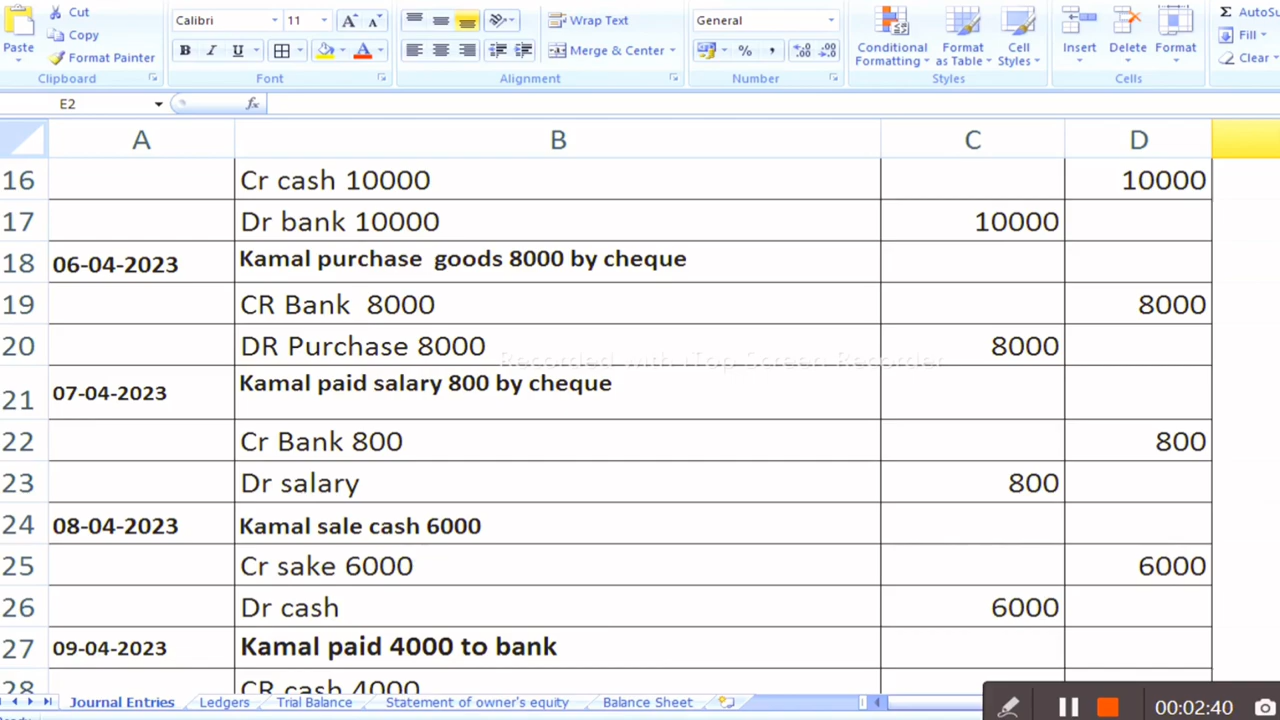 Cut
Copy
Format Painter
Paste
Clipboard
Calibri 11
B I U
Font
Wrap Text
Merge & Center
Alignment
General
% ,
Number
Conditional Formatting
Format as Table
Cell Styles
Styles
Insert
Delete
Format
Cells
Σ AutoSu
Fill
Clear
E2 fx
A B C D
16 Cr cash 10000 10000
17 Dr bank 10000 10000
18 06-04-2023 Kamal purchase goods 8000 by cheque
19 CR Bank 8000 8000
20 DR Purchase 8000 8000
Recorded with iTop Screen Recorder
21 07-04-2023 Kamal paid salary 800 by cheque
22 Cr Bank 800 800
23 Dr salary 800
24 08-04-2023 Kamal sale cash 6000
25 Cr sake 6000 6000
26 Dr cash 6000
27 09-04-2023 Kamal paid 4000 to bank
28 CR cash 4000
Journal Entries Ledgers Trial Balance Statement of owner's equity Balance Sheet
00:02:40